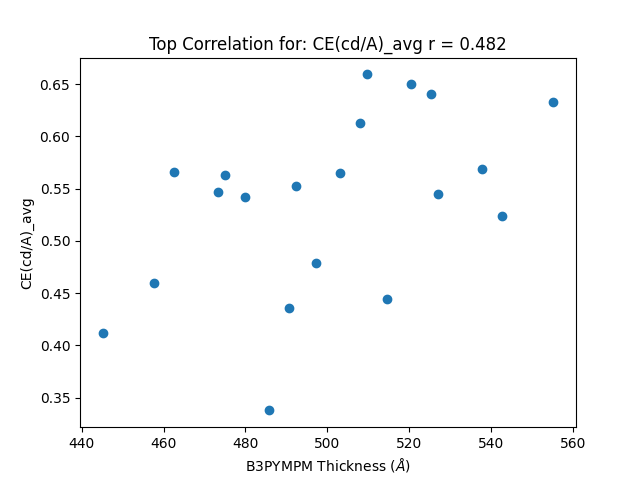 Top Correlation for: CE(cd/A)_avg r = 0.482
CE(cd/A)_avg
0.65
0.60
0.55
0.50
0.45
0.40
0.35
440 460 480 500 520 540 560
B3PYMPM Thickness (Å)